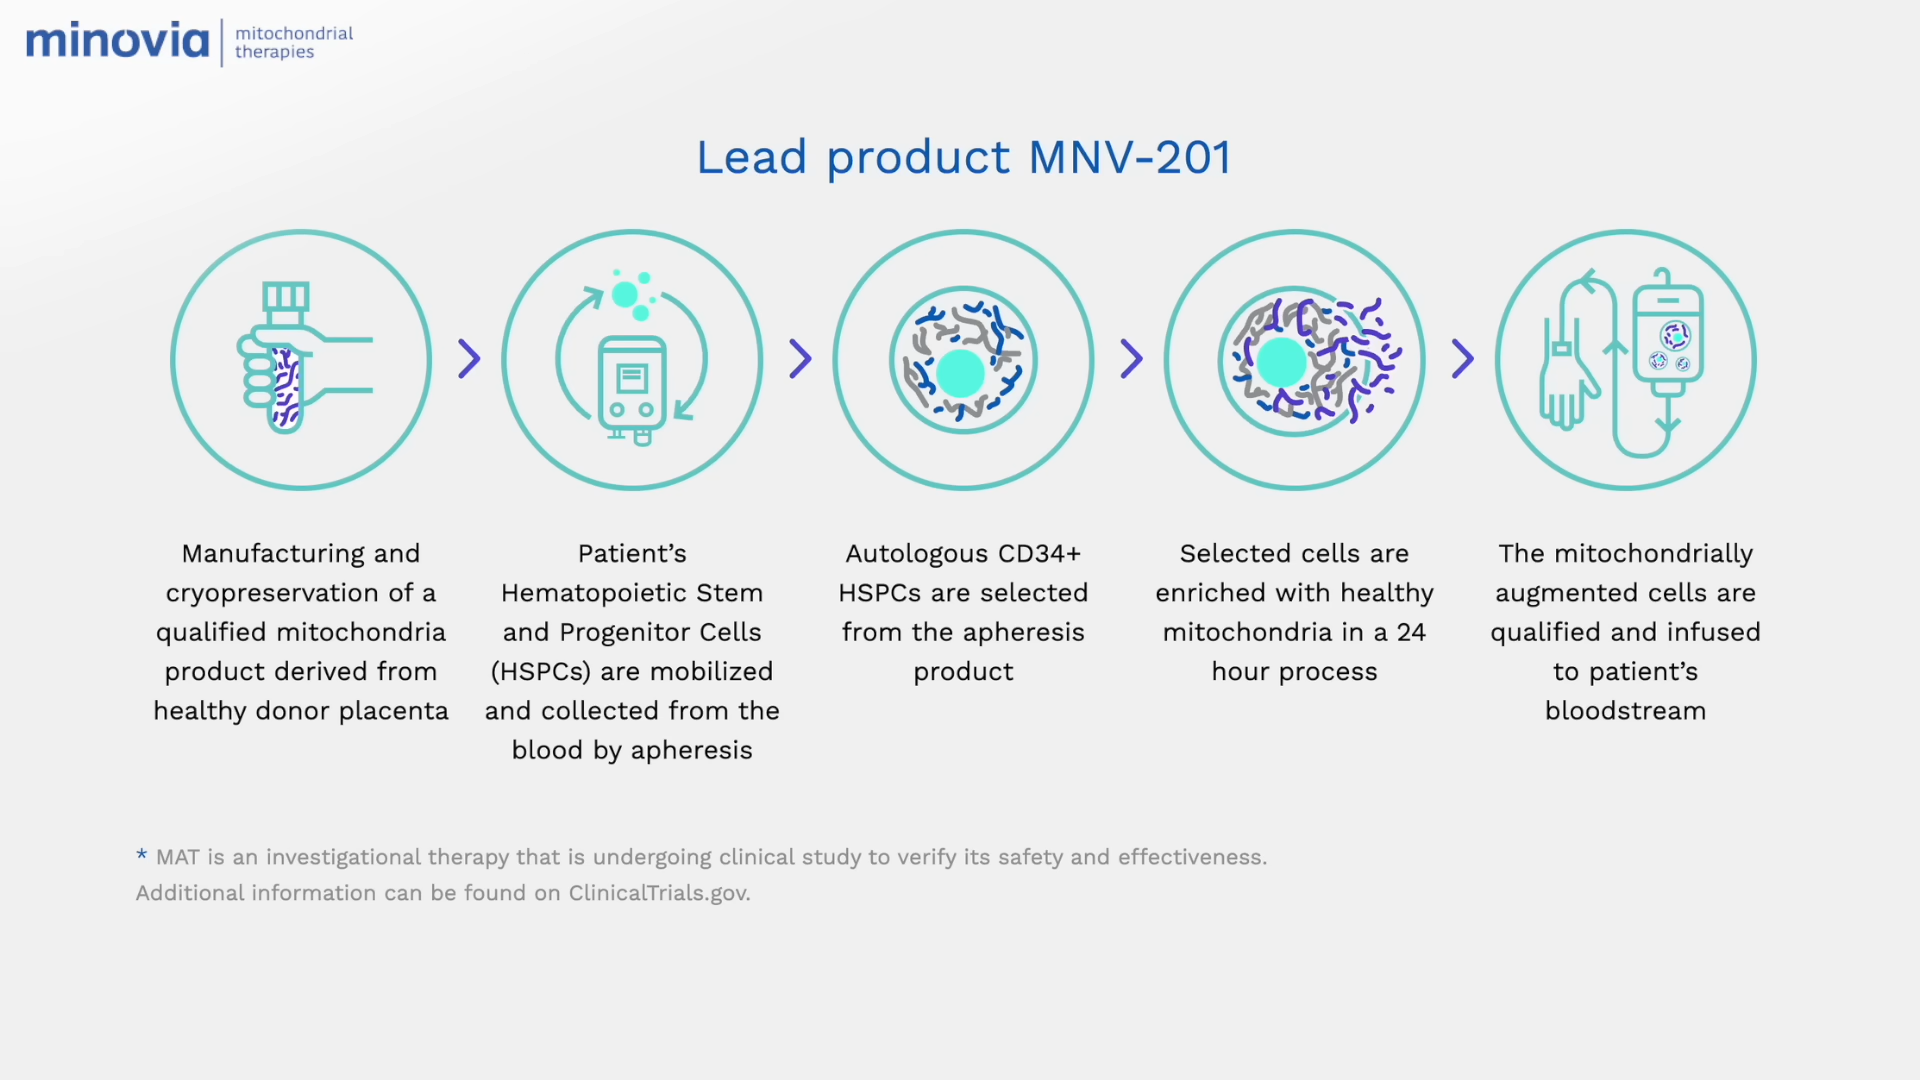 minovia
mitochondrial
therapies
Lead product MNV-201
Manufacturing and
cryopreservation of a
qualified mitochondria
product derived from
healthy donor placenta
Patient’s
Hematopoietic Stem
and Progenitor Cells
(HSPCs) are mobilized
and collected from the
blood by apheresis
Autologous CD34+
HSPCs are selected
from the apheresis
product
Selected cells are
enriched with healthy
mitochondria in a 24
hour process
The mitochondrially
augmented cells are
qualified and infused
to patient’s
bloodstream
* MAT is an investigational therapy that is undergoing clinical study to verify its safety and effectiveness.
Additional information can be found on ClinicalTrials.gov.